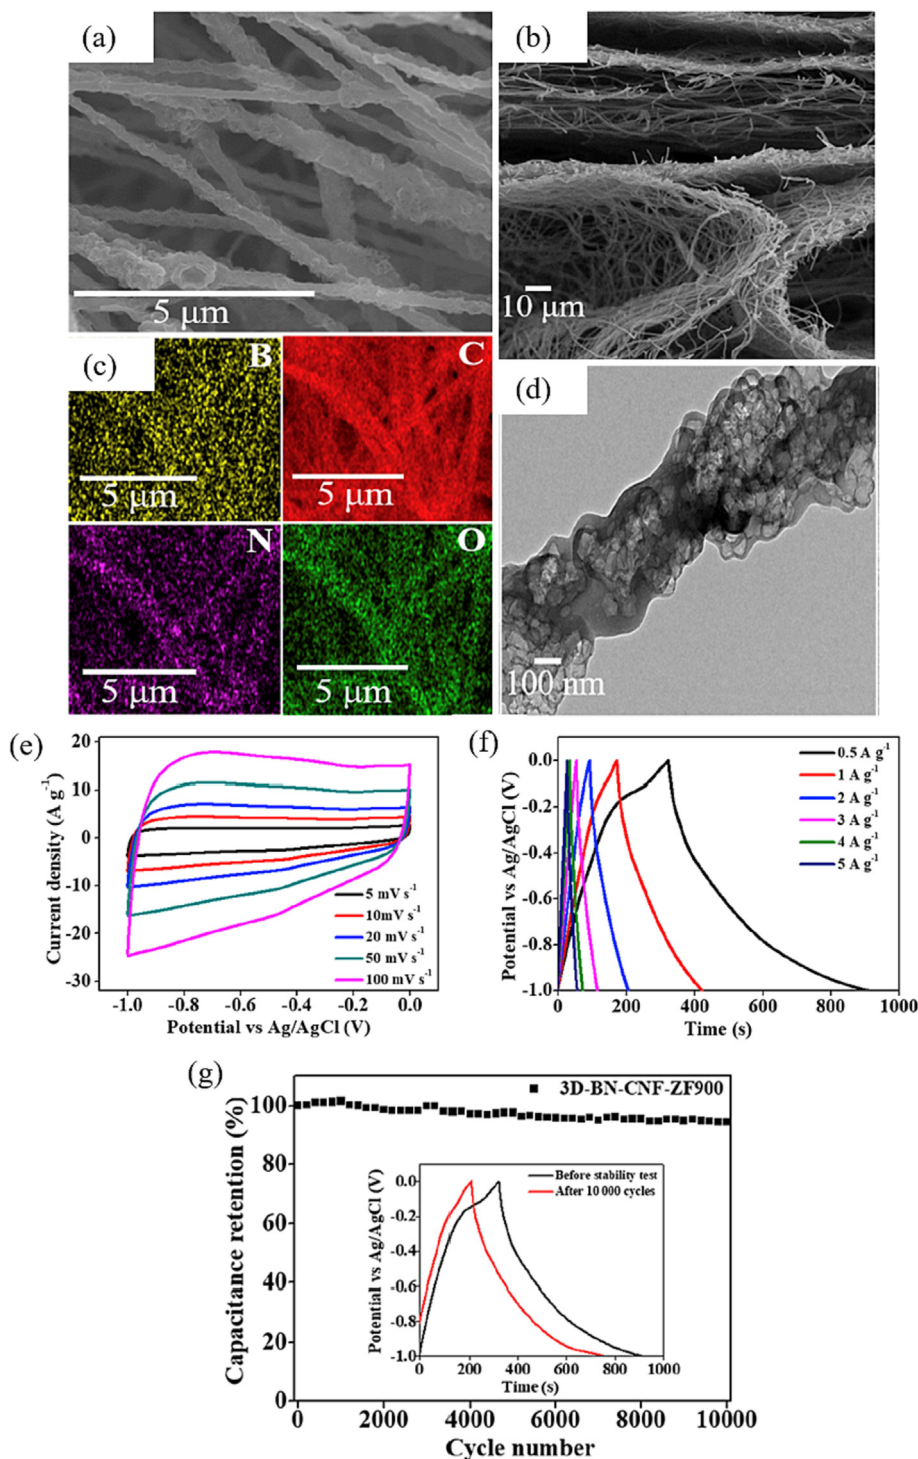 (a)
5 μm
(b)
10 μm
(c)
B
5 μm
C
5 μm
N
5 μm
O
5 μm
(d)
100 nm
(e)
Current density (A g⁻¹)
20
10
0
-10
-20
-30
5 mV s⁻¹
10mV s⁻¹
20 mV s⁻¹
50 mV s⁻¹
100 mV s⁻¹
-1.0 -0.8 -0.6 -0.4 -0.2 0.0
Potential vs Ag/AgCl (V)
(f)
Potential vs Ag/AgCl (V)
0.0
-0.2
-0.4
-0.6
-0.8
-1.0
0.5 A g⁻¹
1 A g⁻¹
2 A g⁻¹
3 A g⁻¹
4 A g⁻¹
5 A g⁻¹
0 200 400 600 800 1000
Time (s)
(g)
Capacitance retention (%)
100
80
60
40
20
0
3D-BN-CNF-ZF900
Potential vs Ag/AgCl (V)
0.0
-0.2
-0.4
-0.6
-0.8
-1.0
Before stability test
After 10 000 cycles
0 200 400 600 800 1000
Time (s)
0 2000 4000 6000 8000 10000
Cycle number